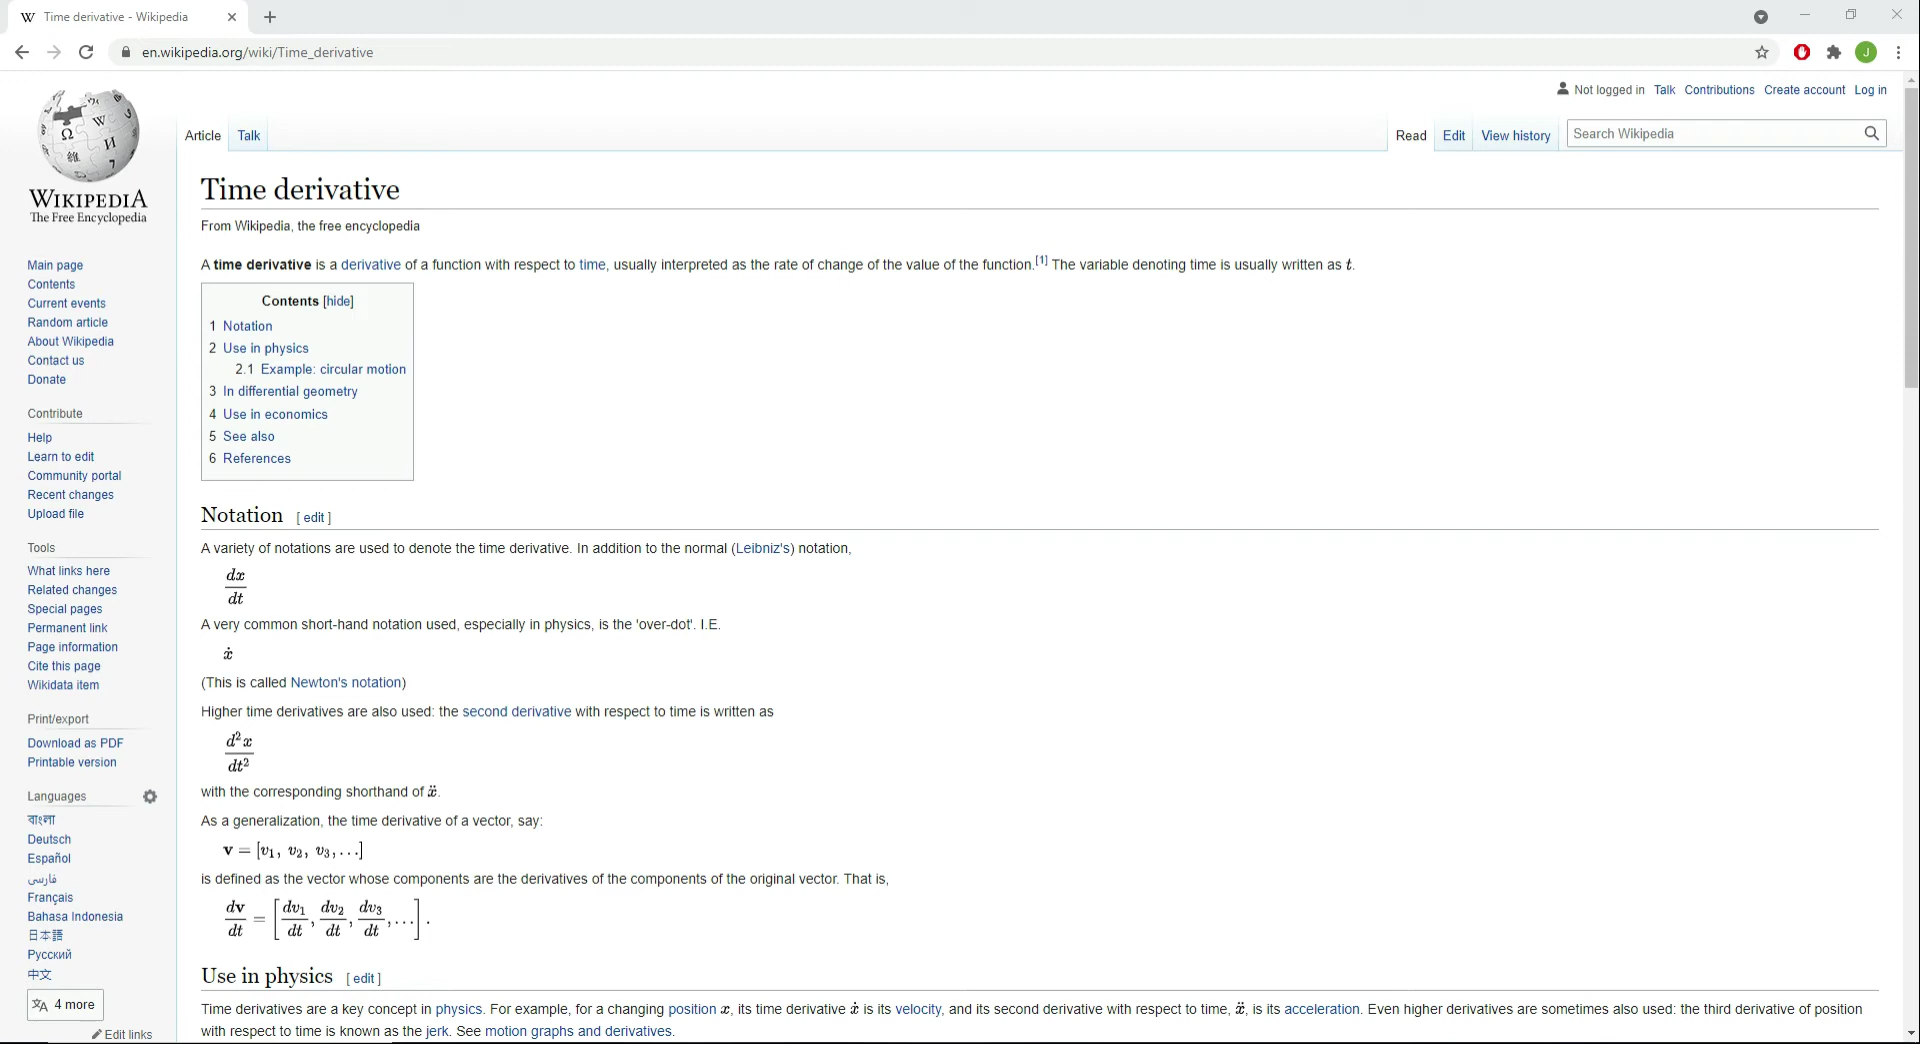 Time derivative - Wikipedia
en.wikipedia.org/wiki/Time_derivative
J
Not logged in Talk Contributions Create account Log in
Article Talk
Read Edit View history Search Wikipedia
WIKIPEDIA
The Free Encyclopedia
Main page
Contents
Current events
Random article
About Wikipedia
Contact us
Donate
Contribute
Help
Learn to edit
Community portal
Recent changes
Upload file
Tools
What links here
Related changes
Special pages
Permanent link
Page information
Cite this page
Wikidata item
Print/export
Download as PDF
Printable version
Languages
বাংলা
Deutsch
Español
فارسی
Français
Bahasa Indonesia
日本語
Русский
中文
4 more
Edit links
Time derivative
From Wikipedia, the free encyclopedia
A time derivative is a derivative of a function with respect to time, usually interpreted as the rate of change of the value of the function.[1] The variable denoting time is usually written as t.
Contents [hide]
1 Notation
2 Use in physics
2.1 Example: circular motion
3 In differential geometry
4 Use in economics
5 See also
6 References
Notation [ edit ]
A variety of notations are used to denote the time derivative. In addition to the normal (Leibniz's) notation,
dx
dt
A very common short-hand notation used, especially in physics, is the 'over-dot'. I.E.
ẋ
(This is called Newton's notation)
Higher time derivatives are also used: the second derivative with respect to time is written as
d²x
dt²
with the corresponding shorthand of ẍ.
As a generalization, the time derivative of a vector, say:
v = [v₁, v₂, v₃, …]
is defined as the vector whose components are the derivatives of the components of the original vector. That is,
dv/dt = [dv₁/dt, dv₂/dt, dv₃/dt, …].
Use in physics [ edit ]
Time derivatives are a key concept in physics. For example, for a changing position x, its time derivative ẋ is its velocity, and its second derivative with respect to time, ẍ, is its acceleration. Even higher derivatives are sometimes also used: the third derivative of position
with respect to time is known as the jerk. See motion graphs and derivatives.